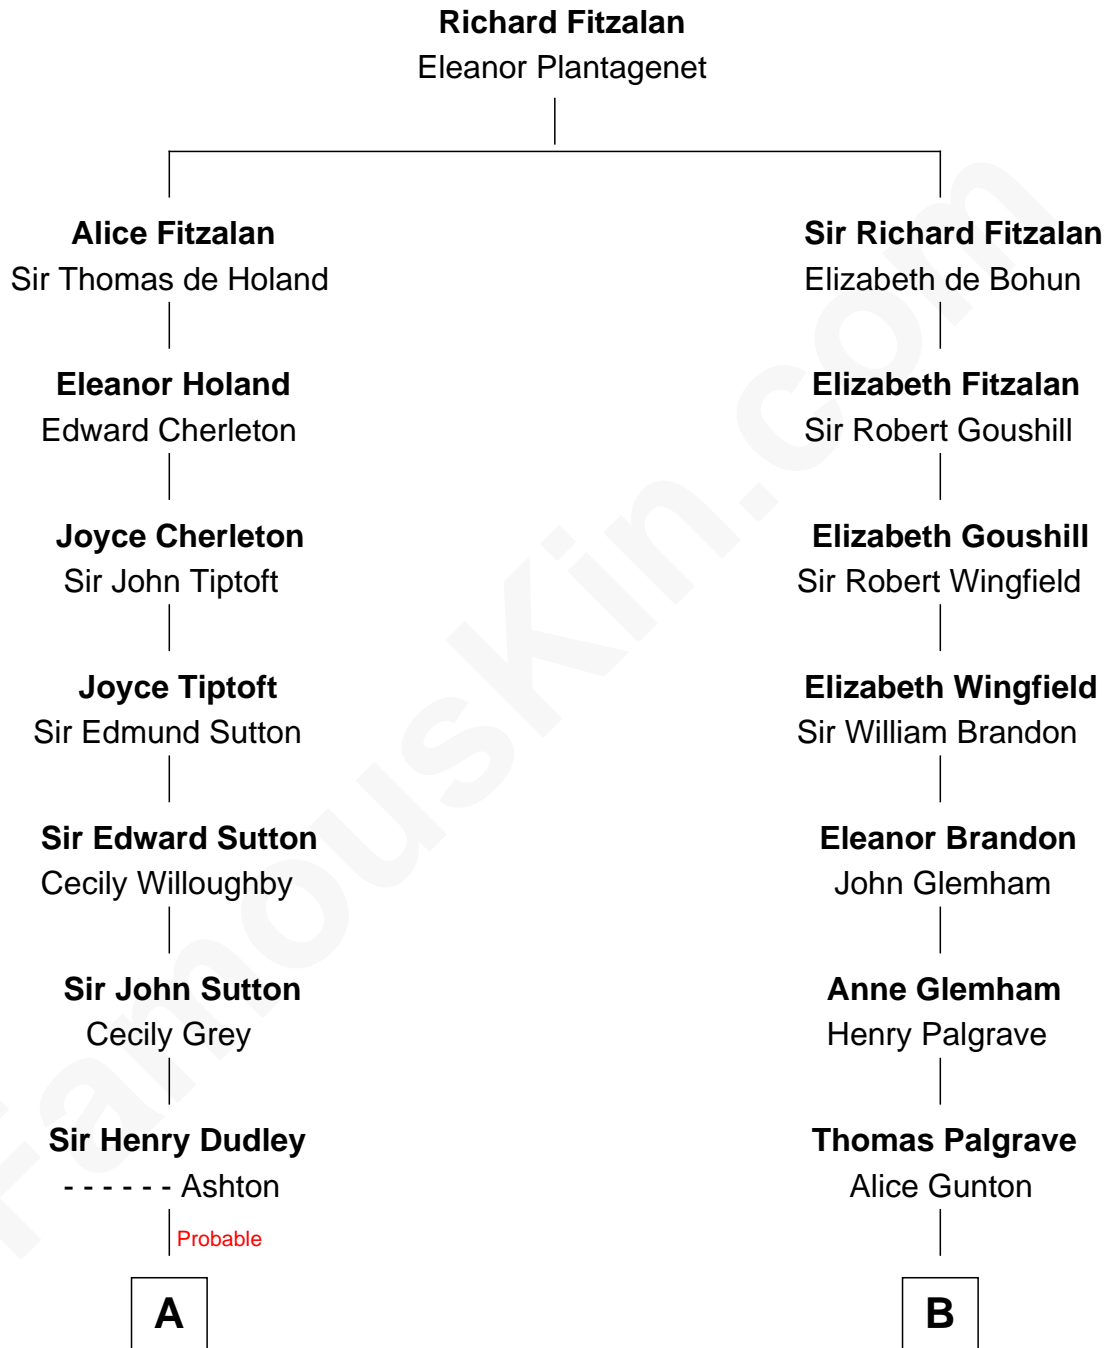 Richard Fitzalan
Eleanor Plantagenet
Alice Fitzalan
Sir Thomas de Holand
Sir Richard Fitzalan
Elizabeth de Bohun
Eleanor Holand
Edward Cherleton
Elizabeth Fitzalan
Sir Robert Goushill
Joyce Cherleton
Sir John Tiptoft
Elizabeth Goushill
Sir Robert Wingfield
Joyce Tiptoft
Sir Edmund Sutton
Elizabeth Wingfield
Sir William Brandon
Sir Edward Sutton
Cecily Willoughby
Eleanor Brandon
John Glemham
Sir John Sutton
Cecily Grey
Anne Glemham
Henry Palgrave
Sir Henry Dudley
- - - - - - Ashton
Thomas Palgrave
Alice Gunton
Probable
A
B
FamousKin.com